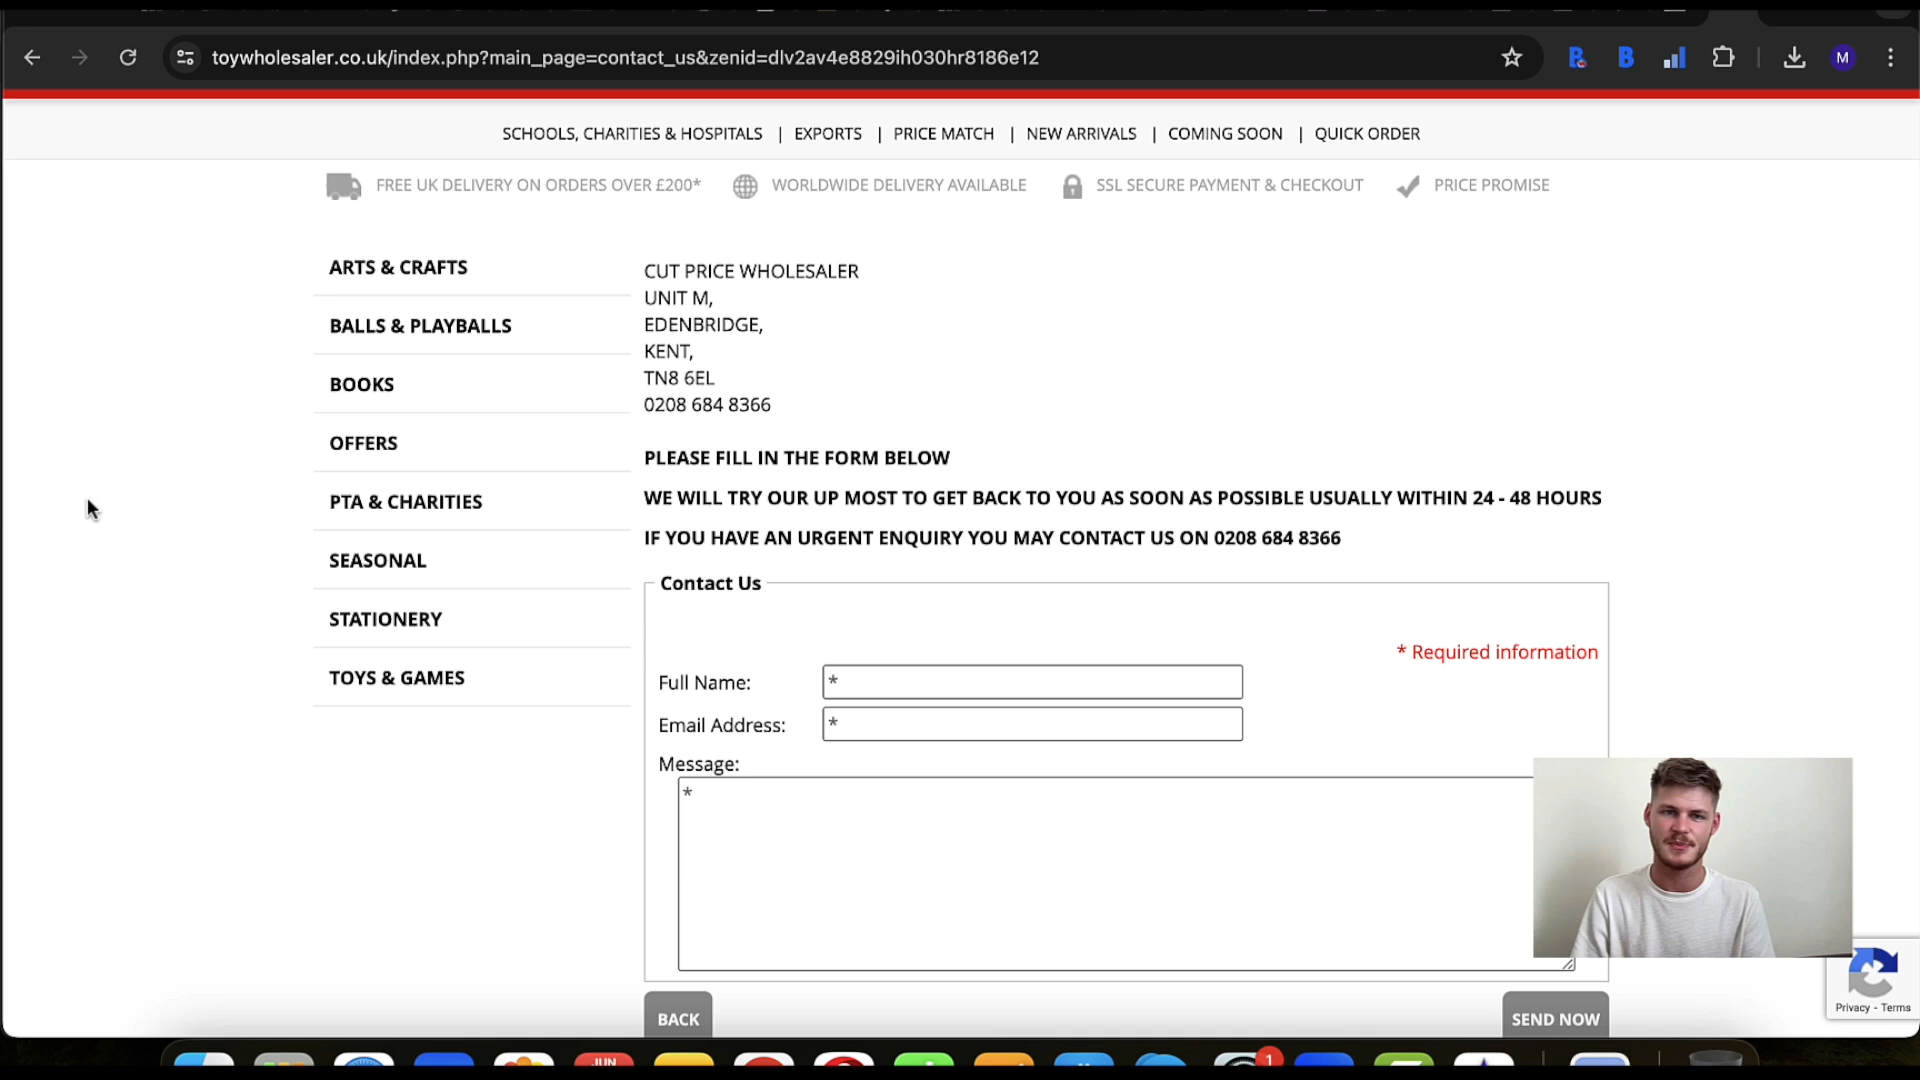 toywholesaler.co.uk/index.php?main_page=contact_us&zenid=dlv2av4e8829ih030hr8186e12
M
SCHOOLS, CHARITIES & HOSPITALS | EXPORTS | PRICE MATCH | NEW ARRIVALS | COMING SOON | QUICK ORDER
FREE UK DELIVERY ON ORDERS OVER £200*
WORLDWIDE DELIVERY AVAILABLE
SSL SECURE PAYMENT & CHECKOUT
PRICE PROMISE
ARTS & CRAFTS
BALLS & PLAYBALLS
BOOKS
OFFERS
PTA & CHARITIES
SEASONAL
STATIONERY
TOYS & GAMES
CUT PRICE WHOLESALER
UNIT M,
EDENBRIDGE,
KENT,
TN8 6EL
0208 684 8366
PLEASE FILL IN THE FORM BELOW
WE WILL TRY OUR UP MOST TO GET BACK TO YOU AS SOON AS POSSIBLE USUALLY WITHIN 24 - 48 HOURS
IF YOU HAVE AN URGENT ENQUIRY YOU MAY CONTACT US ON 0208 684 8366
Contact Us
* Required information
Full Name: *
Email Address: *
Message:
*
BACK
SEND NOW
Privacy - Terms
JUN
1